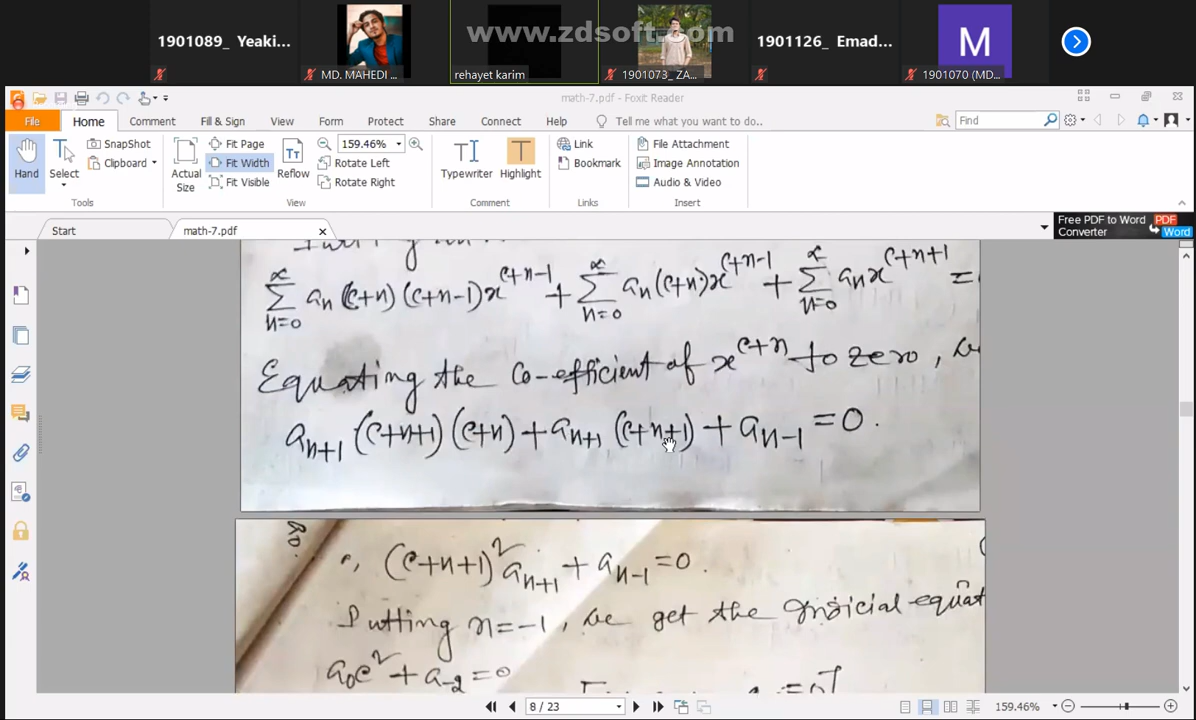 1901089_ Yeaki...
MD. MAHEDI ...
rehayet karim
www.zdsoft.com
1901073_ ZA...
1901126_ Emad...
M
1901070 (MD...
math-7.pdf - Foxit Reader
File Home Comment Fill & Sign View Form Protect Share Connect Help Tell me what you want to do.. Find
Hand
Select
SnapShot
Clipboard
Tools
Actual Size
Fit Page
Fit Width
Fit Visible
Reflow
159.46%
Rotate Left
Rotate Right
View
Typewriter
Highlight
Comment
Link
Bookmark
Links
File Attachment
Image Annotation
Audio & Video
Insert
Start
math-7.pdf
Free PDF to Word Converter
PDF
Word
∑_{n=0}^{∝} a_n (c+n) (c+n-1) x^{c+n-1} + ∑_{n=0}^{∝} a_n (c+n) x^{c+n-1} + ∑_{n=0}^{∝} a_n x^{c+n+1} =
Equating the co-efficient of x^{c+n} to zero,
a_{n+1} (c+n+1) (c+n) + a_{n+1} (c+n+1) + a_{n-1} = 0.
∴ (c+n+1)^2 a_{n+1} + a_{n-1} = 0.
Putting n = -1, we get the indicial equat
a_0 c^2 + a_{-2} = 0
8 / 23
159.46%